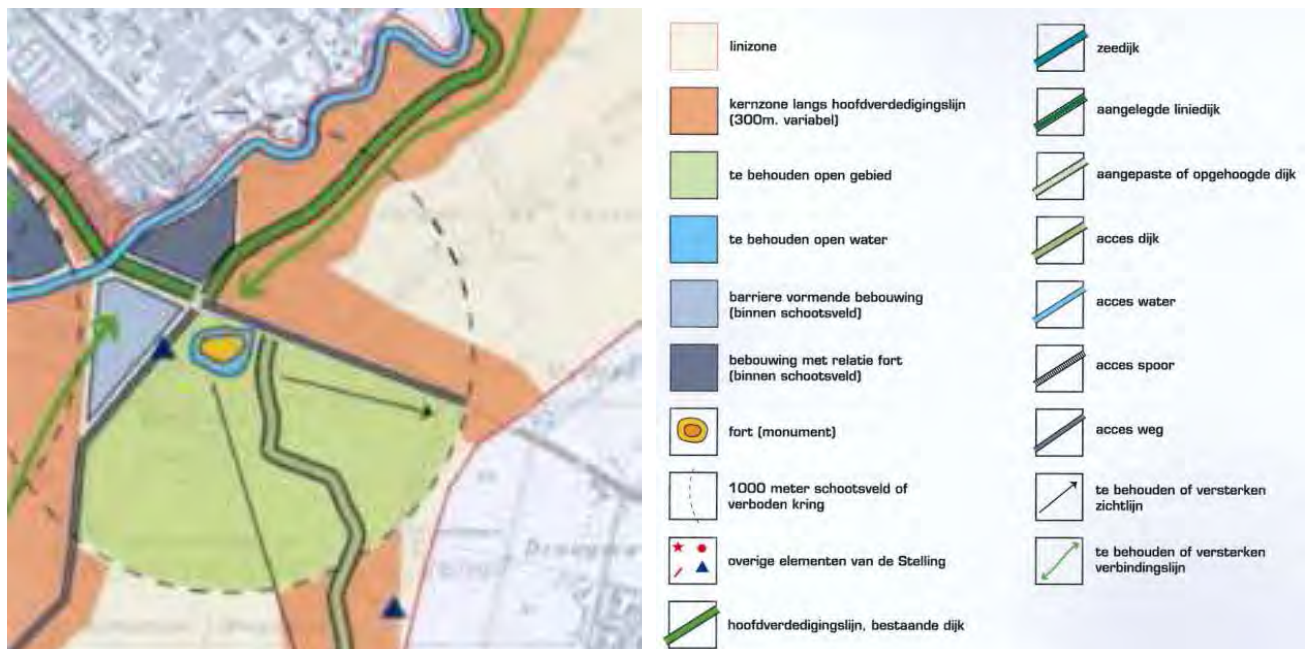 linizone
kernzone langs hoofdverdedigingslijn
(300m. variabel)
te behouden open gebied
te behouden open water
barriere vormende bebouwing
(binnen schootsveld)
bebouwing met relatie fort
(binnen schootsveld)
fort (monument)
1000 meter schootsveld of
verboden kring
overige elementen van de Stelling
hoofdverdedigingslijn, bestaande dijk
zeedijk
aangelegde liniedijk
aangepaste of opgehoogde dijk
acces dijk
acces water
acces spoor
acces weg
te behouden of versterken
zichtlijn
te behouden of versterken
verbindingslijn